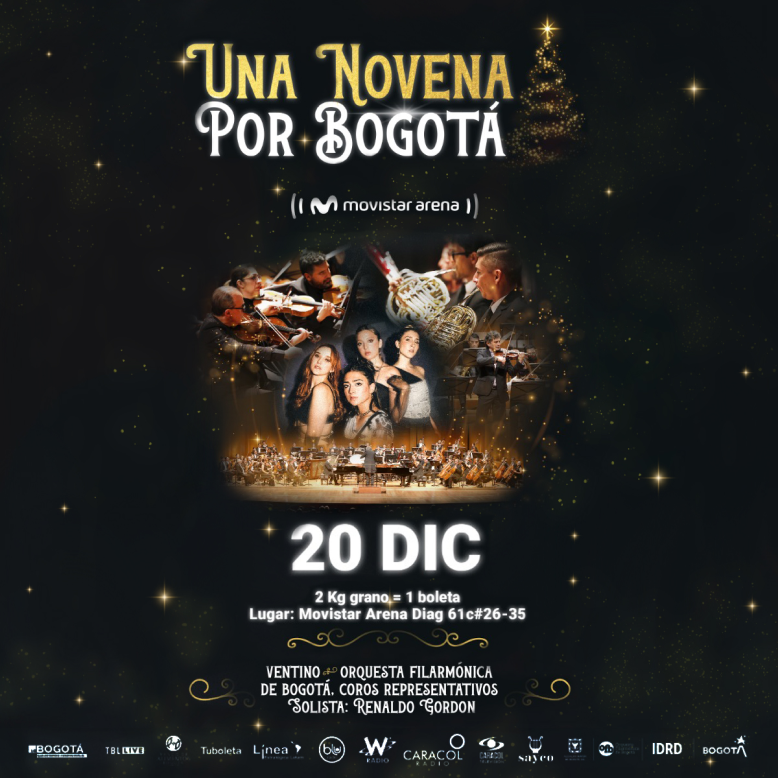 UNA NOVENA
POR BOGOTÁ
movistar arena
20 DIC
2 Kg grano = 1 boleta
Lugar: Movistar Arena Diag 61c#26-35
VENTINO ORQUESTA FILARMÓNICA
DE BOGOTÁ. COROS REPRESENTATIVOS
SOLISTA: RENALDO GORDON
BOGOTÁ TBL LIVE Tuboleta Línea blu W RADIO CARACOL RADIO CARACOL sayco IDRD BOGOTÁ